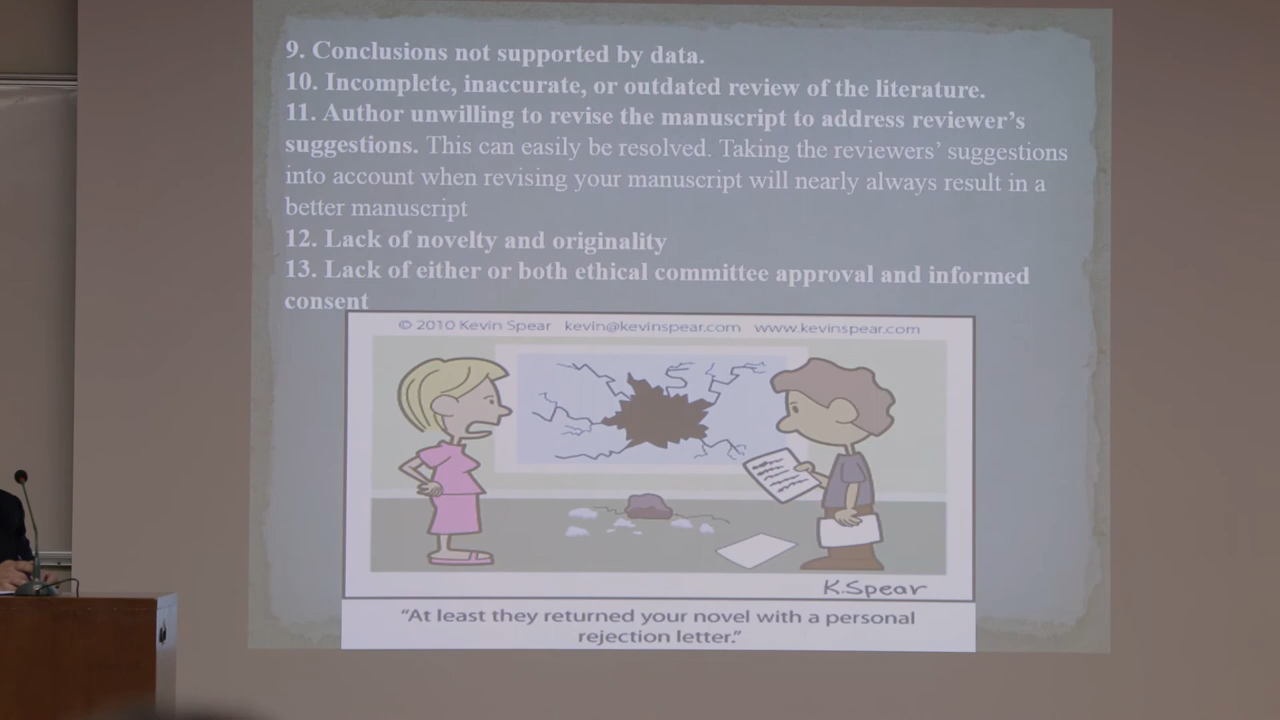 9. Conclusions not supported by data.
10. Incomplete, inaccurate, or outdated review of the literature.
11. Author unwilling to revise the manuscript to address reviewer’s
suggestions. This can easily be resolved. Taking the reviewers’ suggestions
into account when revising your manuscript will nearly always result in a
better manuscript
12. Lack of novelty and originality
13. Lack of either or both ethical committee approval and informed
consent
© 2010 Kevin Spear kevin@kevinspear.com www.kevinspear.com
K.Spear
“At least they returned your novel with a personal
rejection letter.”